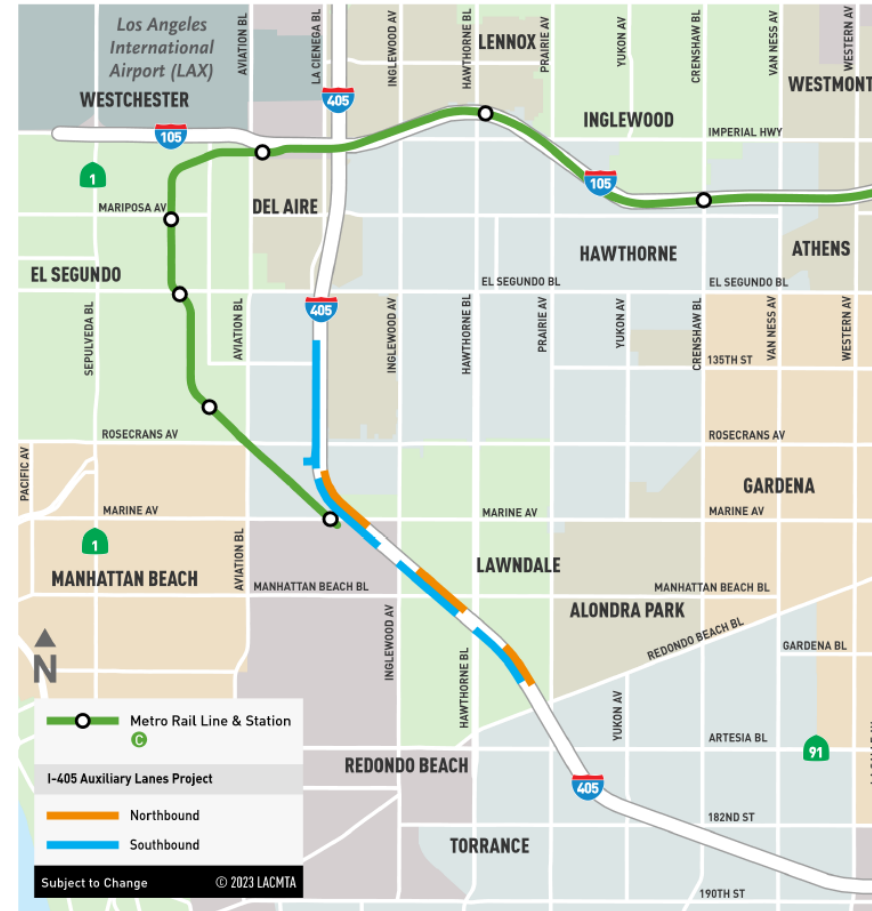 Los Angeles
International
Airport (LAX)
AVIATION BL
LA CIENEGA BL
INGLEWOOD AV
HAWTHORNE BL
LENNOX
PRAIRIE AV
YUKON AV
CRENSHAW BL
VAN NESS AV
WESTERN AV
WESTCHESTER
405
WESTMONT
105
INGLEWOOD
IMPERIAL HWY
1
105
MARIPOSA AV
DEL AIRE
HAWTHORNE
ATHENS
EL SEGUNDO
EL SEGUNDO BL
EL SEGUNDO BL
405
SEPULVEDA BL
AVIATION BL
INGLEWOOD AV
HAWTHORNE BL
PRAIRIE AV
YUKON AV
CRENSHAW BL
VAN NESS AV
WESTERN AV
135TH ST
ROSECRANS AV
ROSECRANS AV
PACIFIC AV
GARDENA
MARINE AV
MARINE AV
MARINE AV
1
AVIATION BL
LAWNDALE
MANHATTAN BEACH
MANHATTAN BEACH BL
MANHATTAN BEACH BL
ALONDRA PARK
INGLEWOOD AV
REDONDO BEACH BL
GARDENA BL
N
HAWTHORNE BL
YUKON AV
ARTESIA BL
91
REDONDO BEACH
405
182ND ST
TORRANCE
190TH ST
Metro Rail Line & Station
C
I-405 Auxiliary Lanes Project
Northbound
Southbound
Subject to Change
© 2023 LACMTA